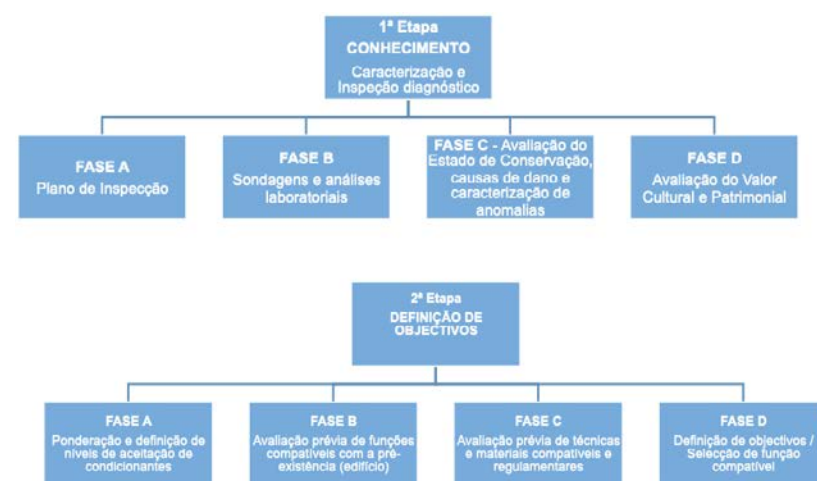 1ª Etapa
CONHECIMENTO
Caracterização e
Inspeção diagnóstico
FASE A
Plano de Inspecção
FASE B
Sondagens e análises
laboratoriais
FASE C - Avaliação do
Estado de Conservação,
causas de dano e
caracterização de
anomalias
FASE D
Avaliação do Valor
Cultural e Patrimonial
2ª Etapa
DEFINIÇÃO DE
OBJECTIVOS
FASE A
Ponderação e definição de
níveis de aceitação de
condicionantes
FASE B
Avaliação prévia de funções
compatíveis com a pré-
existência (edifício)
FASE C
Avaliação prévia de técnicas
e materiais compatíveis e
regulamentares
FASE D
Definição de objectivos /
Selecção de função
compatível